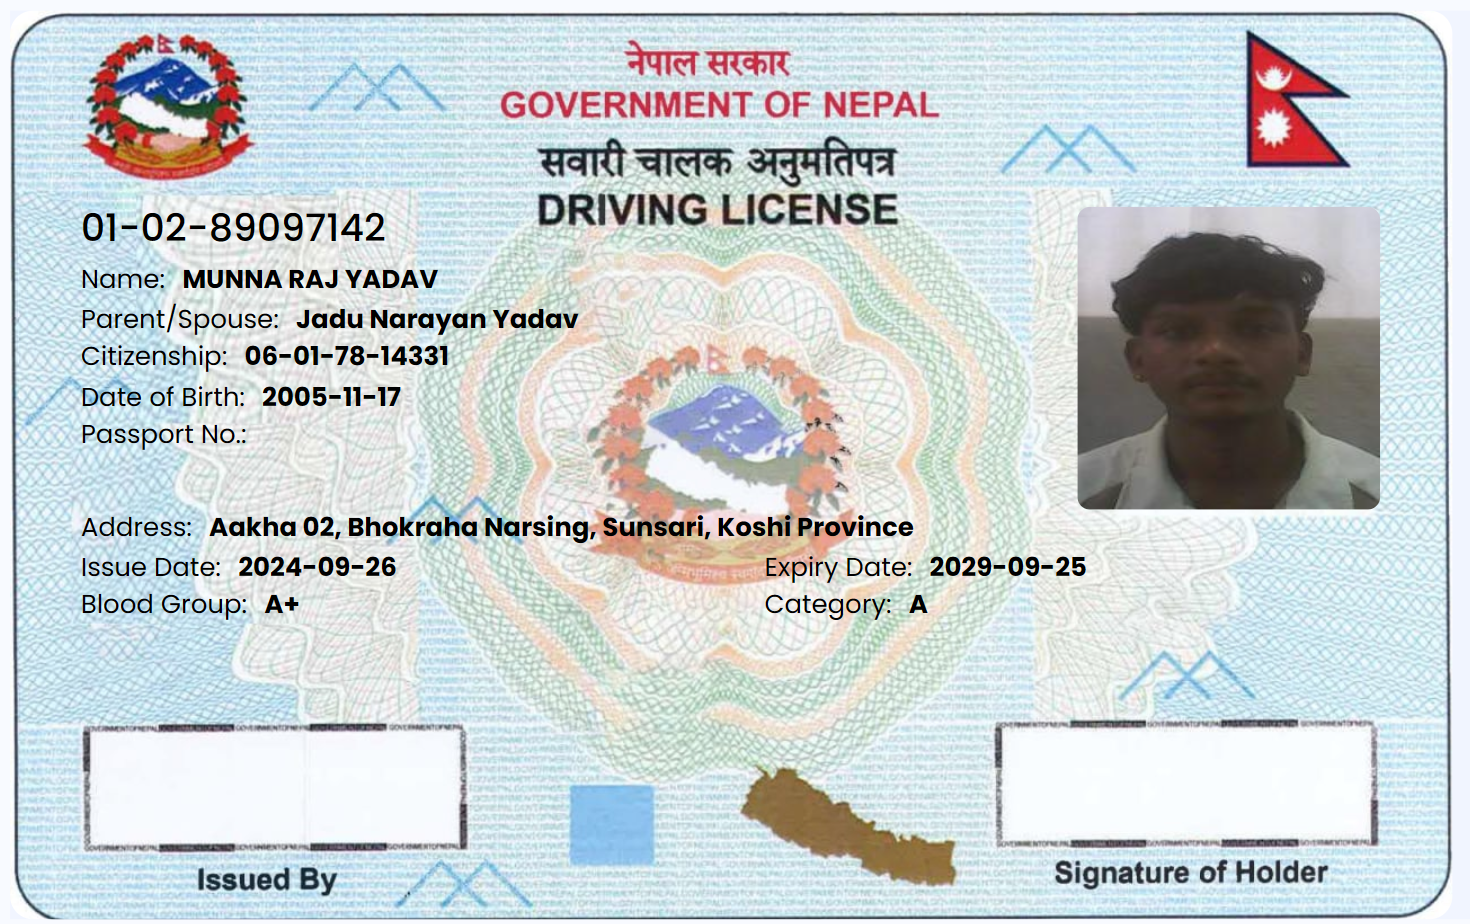 नेपाल सरकार
GOVERNMENT OF NEPAL
सवारी चालक अनुमतिपत्र
DRIVING LICENSE
01-02-89097142
Name: MUNNA RAJ YADAV
Parent/Spouse: Jadu Narayan Yadav
Citizenship: 06-01-78-14331
Date of Birth: 2005-11-17
Passport No.:
Address: Aakha 02, Bhokraha Narsing, Sunsari, Koshi Province
Issue Date: 2024-09-26 Expiry Date: 2029-09-25
Blood Group: A+ Category: A
Issued By Signature of Holder